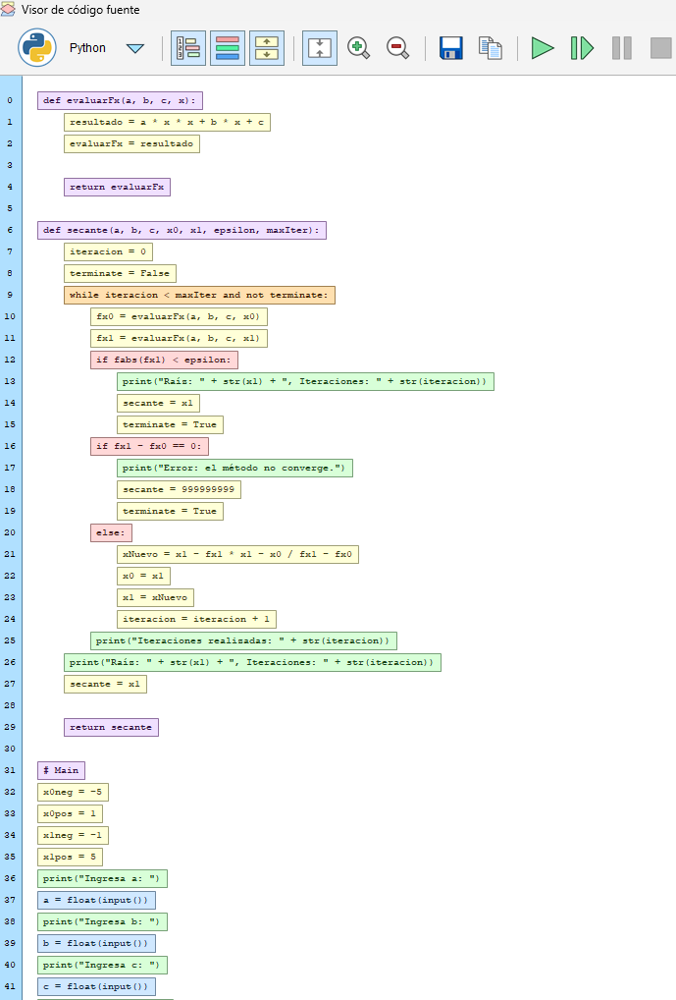 Visor de código fuente
Python
0 def evaluarFx(a, b, c, x):
1 resultado = a * x * x + b * x + c
2 evaluarFx = resultado
3
4 return evaluarFx
5
6 def secante(a, b, c, x0, x1, epsilon, maxIter):
7 iteracion = 0
8 terminate = False
9 while iteracion < maxIter and not terminate:
10 fx0 = evaluarFx(a, b, c, x0)
11 fx1 = evaluarFx(a, b, c, x1)
12 if fabs(fx1) < epsilon:
13 print("Raíz: " + str(x1) + ", Iteraciones: " + str(iteracion))
14 secante = x1
15 terminate = True
16 if fx1 - fx0 == 0:
17 print("Error: el método no converge.")
18 secante = 999999999
19 terminate = True
20 else:
21 xNuevo = x1 - fx1 * x1 - x0 / fx1 - fx0
22 x0 = x1
23 x1 = xNuevo
24 iteracion = iteracion + 1
25 print("Iteraciones realizadas: " + str(iteracion))
26 print("Raíz: " + str(x1) + ", Iteraciones: " + str(iteracion))
27 secante = x1
28
29 return secante
30
31 # Main
32 x0neg = -5
33 x0pos = 1
34 x1neg = -1
35 x1pos = 5
36 print("Ingresa a: ")
37 a = float(input())
38 print("Ingresa b: ")
39 b = float(input())
40 print("Ingresa c: ")
41 c = float(input())